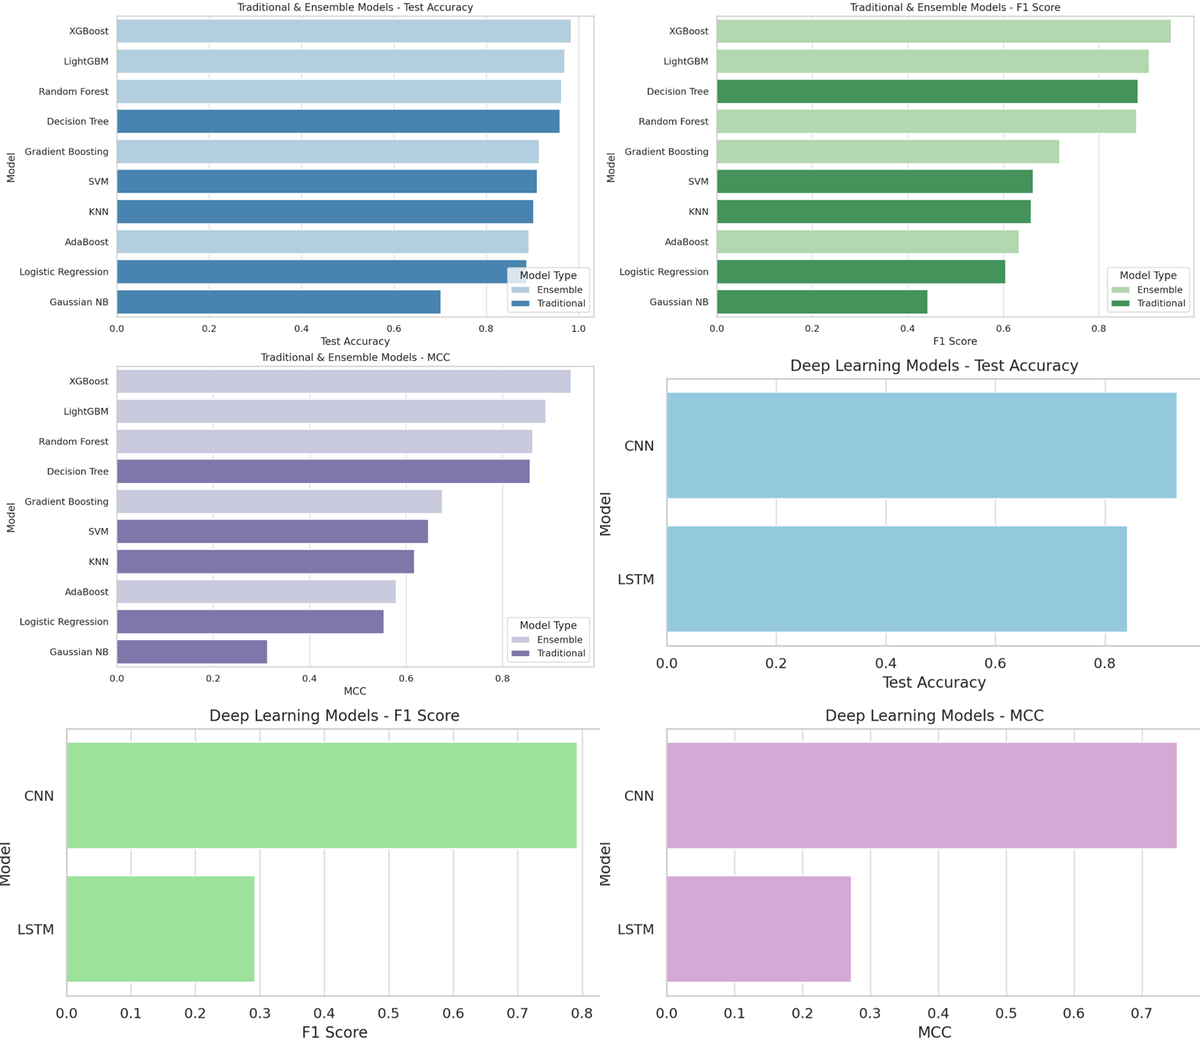 Traditional & Ensemble Models - Test Accuracy
Model
XGBoost
LightGBM
Random Forest
Decision Tree
Gradient Boosting
SVM
KNN
AdaBoost
Logistic Regression
Gaussian NB
Model Type
Ensemble
Traditional
0.0 0.2 0.4 0.6 0.8 1.0
Test Accuracy
Traditional & Ensemble Models - F1 Score
Model
XGBoost
LightGBM
Decision Tree
Random Forest
Gradient Boosting
SVM
KNN
AdaBoost
Logistic Regression
Gaussian NB
Model Type
Ensemble
Traditional
0.0 0.2 0.4 0.6 0.8
F1 Score
Traditional & Ensemble Models - MCC
Model
XGBoost
LightGBM
Random Forest
Decision Tree
Gradient Boosting
SVM
KNN
AdaBoost
Logistic Regression
Gaussian NB
Model Type
Ensemble
Traditional
0.0 0.2 0.4 0.6 0.8
MCC
Deep Learning Models - Test Accuracy
Model
CNN
LSTM
0.0 0.2 0.4 0.6 0.8
Test Accuracy
Deep Learning Models - F1 Score
Model
CNN
LSTM
0.0 0.1 0.2 0.3 0.4 0.5 0.6 0.7 0.8
F1 Score
Deep Learning Models - MCC
Model
CNN
LSTM
0.0 0.1 0.2 0.3 0.4 0.5 0.6 0.7
MCC